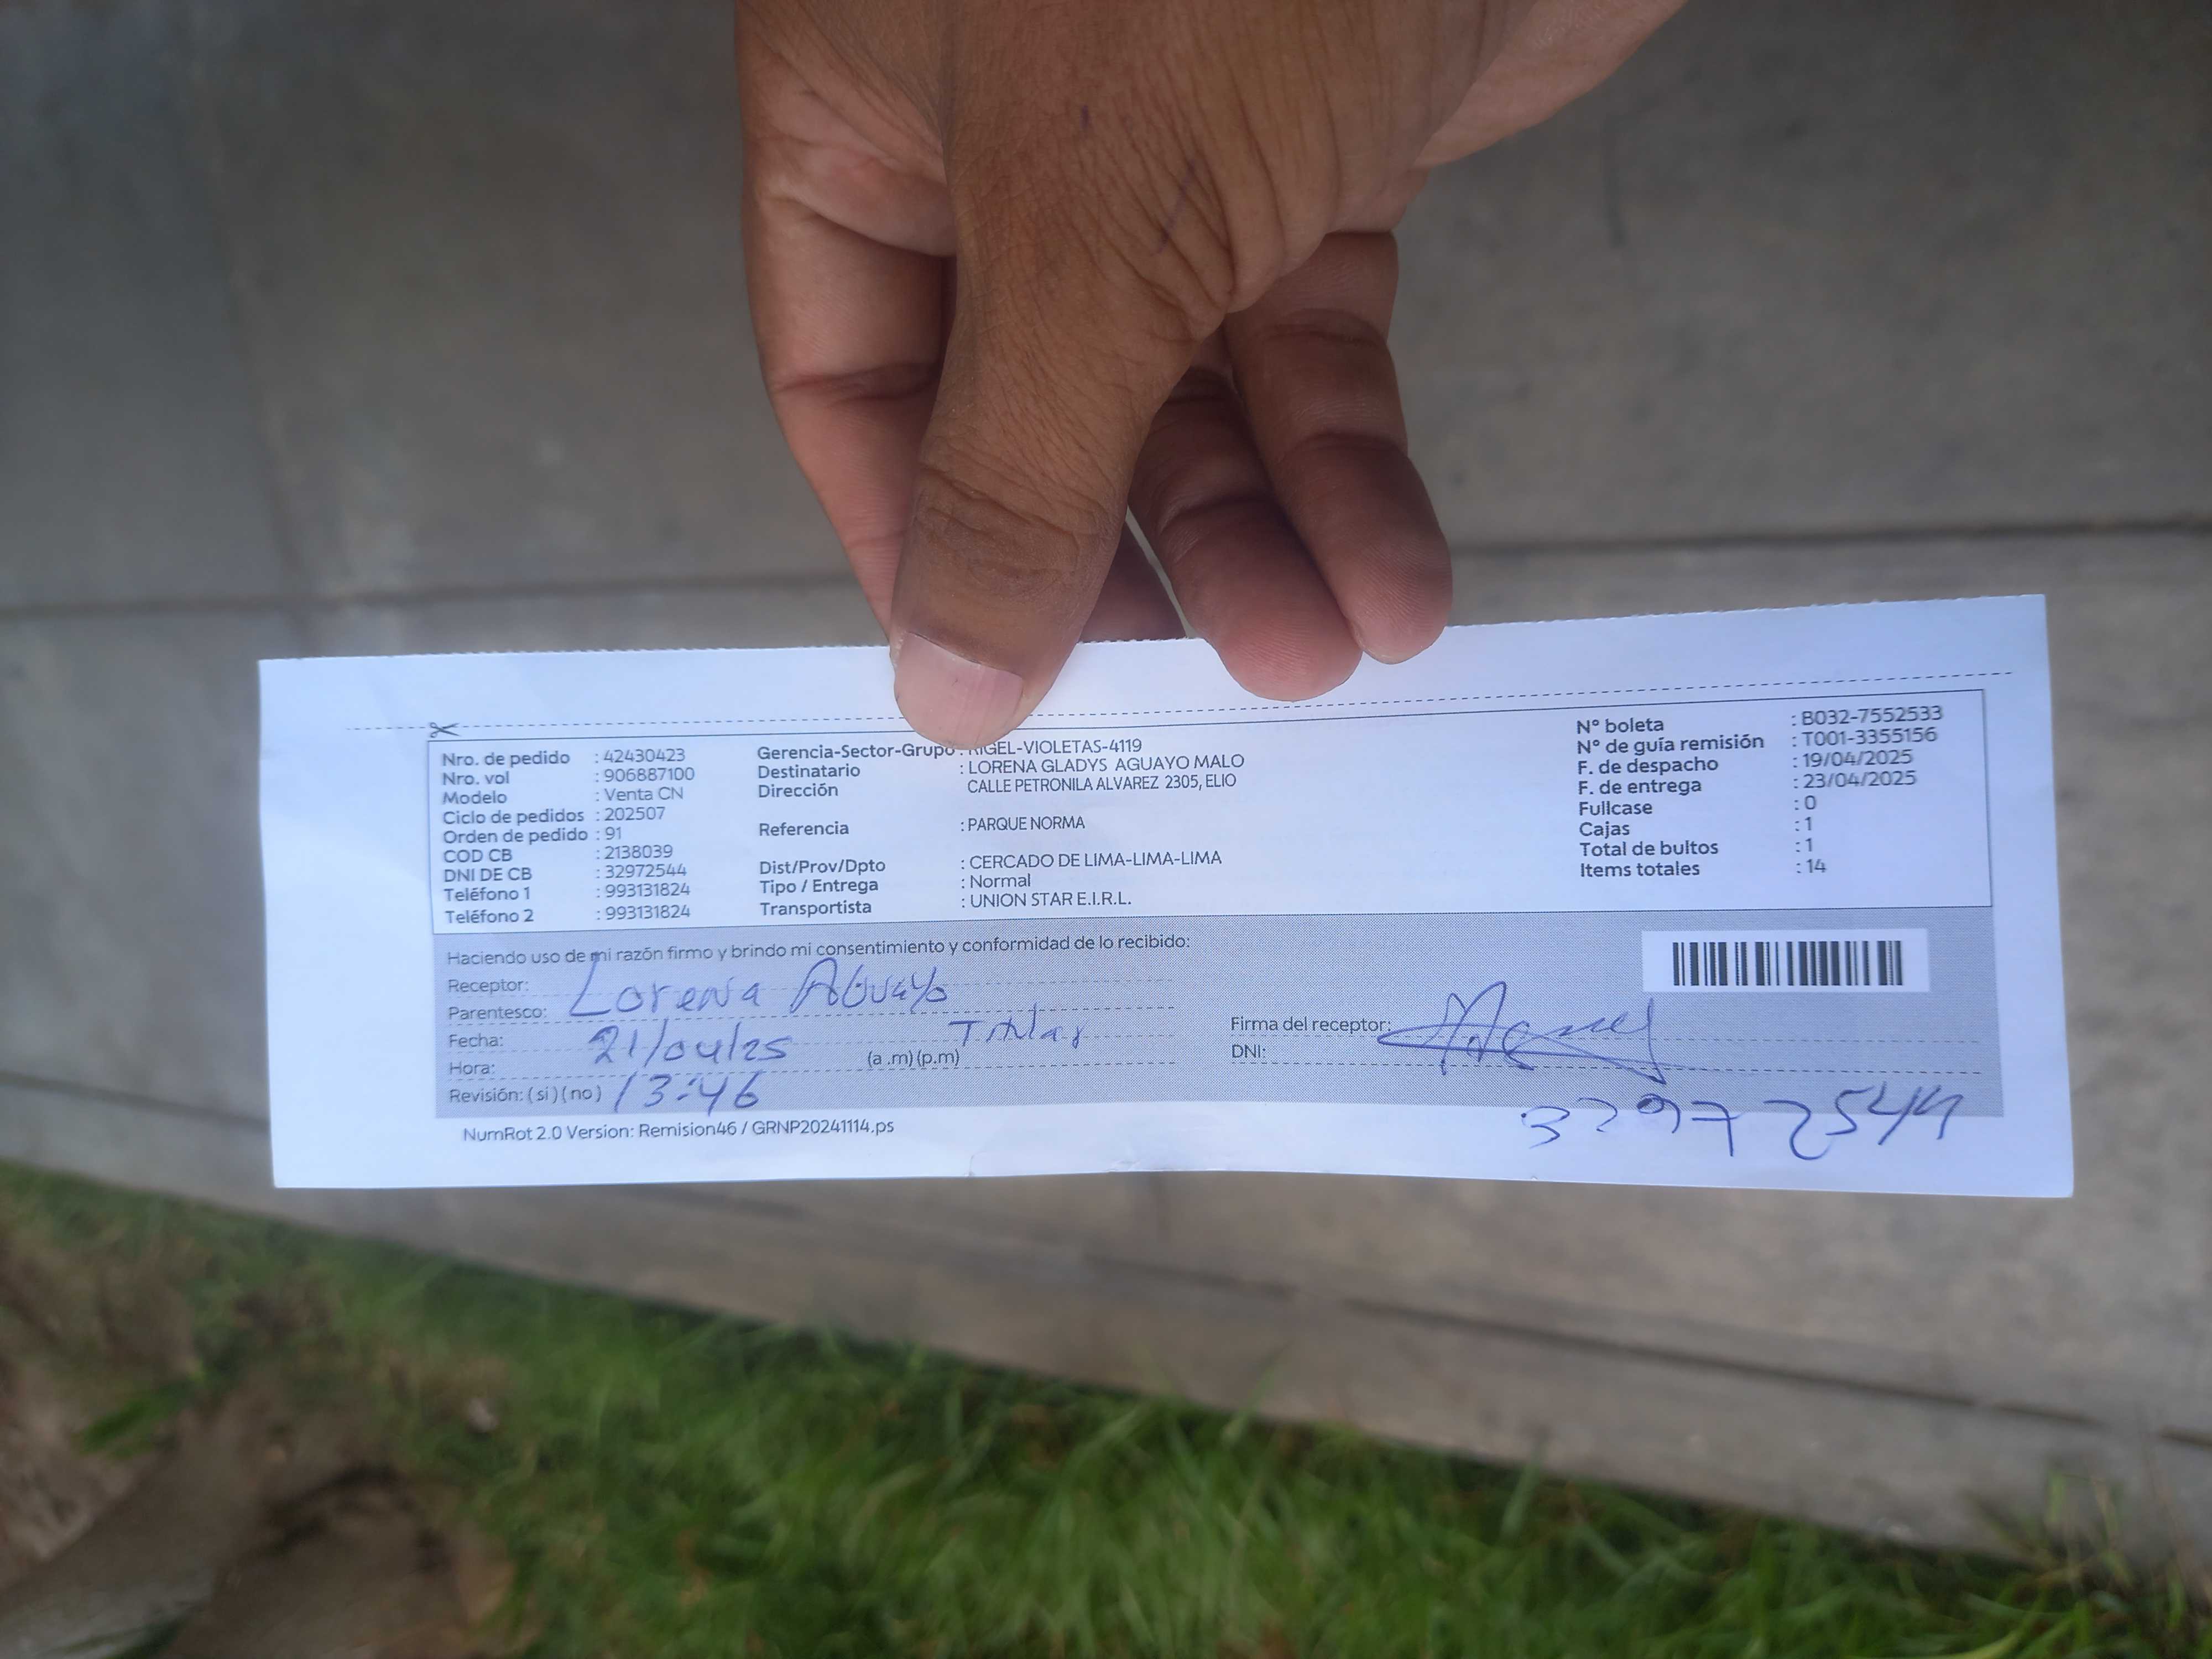 Nro. de pedido : 42430423
Nro. vol : 906887100
Modelo : Venta CN
Ciclo de pedidos : 202507
Orden de pedido : 91
COD CB : 2138039
DNI DE CB : 32972544
Teléfono 1 : 993131824
Teléfono 2 : 993131824
Gerencia-Sector-Grupo : RIGEL-VIOLETAS-4119
Destinatario : LORENA GLADYS AGUAYO MALO
Dirección CALLE PETRONILA ALVAREZ 2305, ELIO
Referencia : PARQUE NORMA
Dist/Prov/Dpto : CERCADO DE LIMA-LIMA-LIMA
Tipo / Entrega : Normal
Transportista : UNION STAR E.I.R.L.
N° boleta : B032-7552533
N° de guía remisión : T001-3355156
F. de despacho : 19/04/2025
F. de entrega : 23/04/2025
Fullcase : 0
Cajas : 1
Total de bultos : 1
Items totales : 14
Haciendo uso de mi razón firmo y brindo mi consentimiento y conformidad de lo recibido:
Receptor: Lorena Aguayo
Parentesco: Titular
Fecha: 21/04/25
Hora: (a .m) (p.m)
Revisión: ( si ) ( no ) 13:46
Firma del receptor:
DNI: 32972544
NumRot 2.0 Version: Remision46 / GRNP20241114.ps